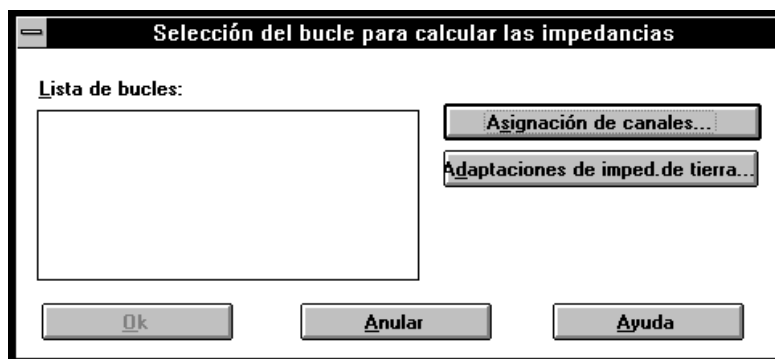 Selección del bucle para calcular las impedancias
Lista de bucles:
Asignación de canales...
Adaptaciones de imped.de tierra...
Ok
Anular
Ayuda